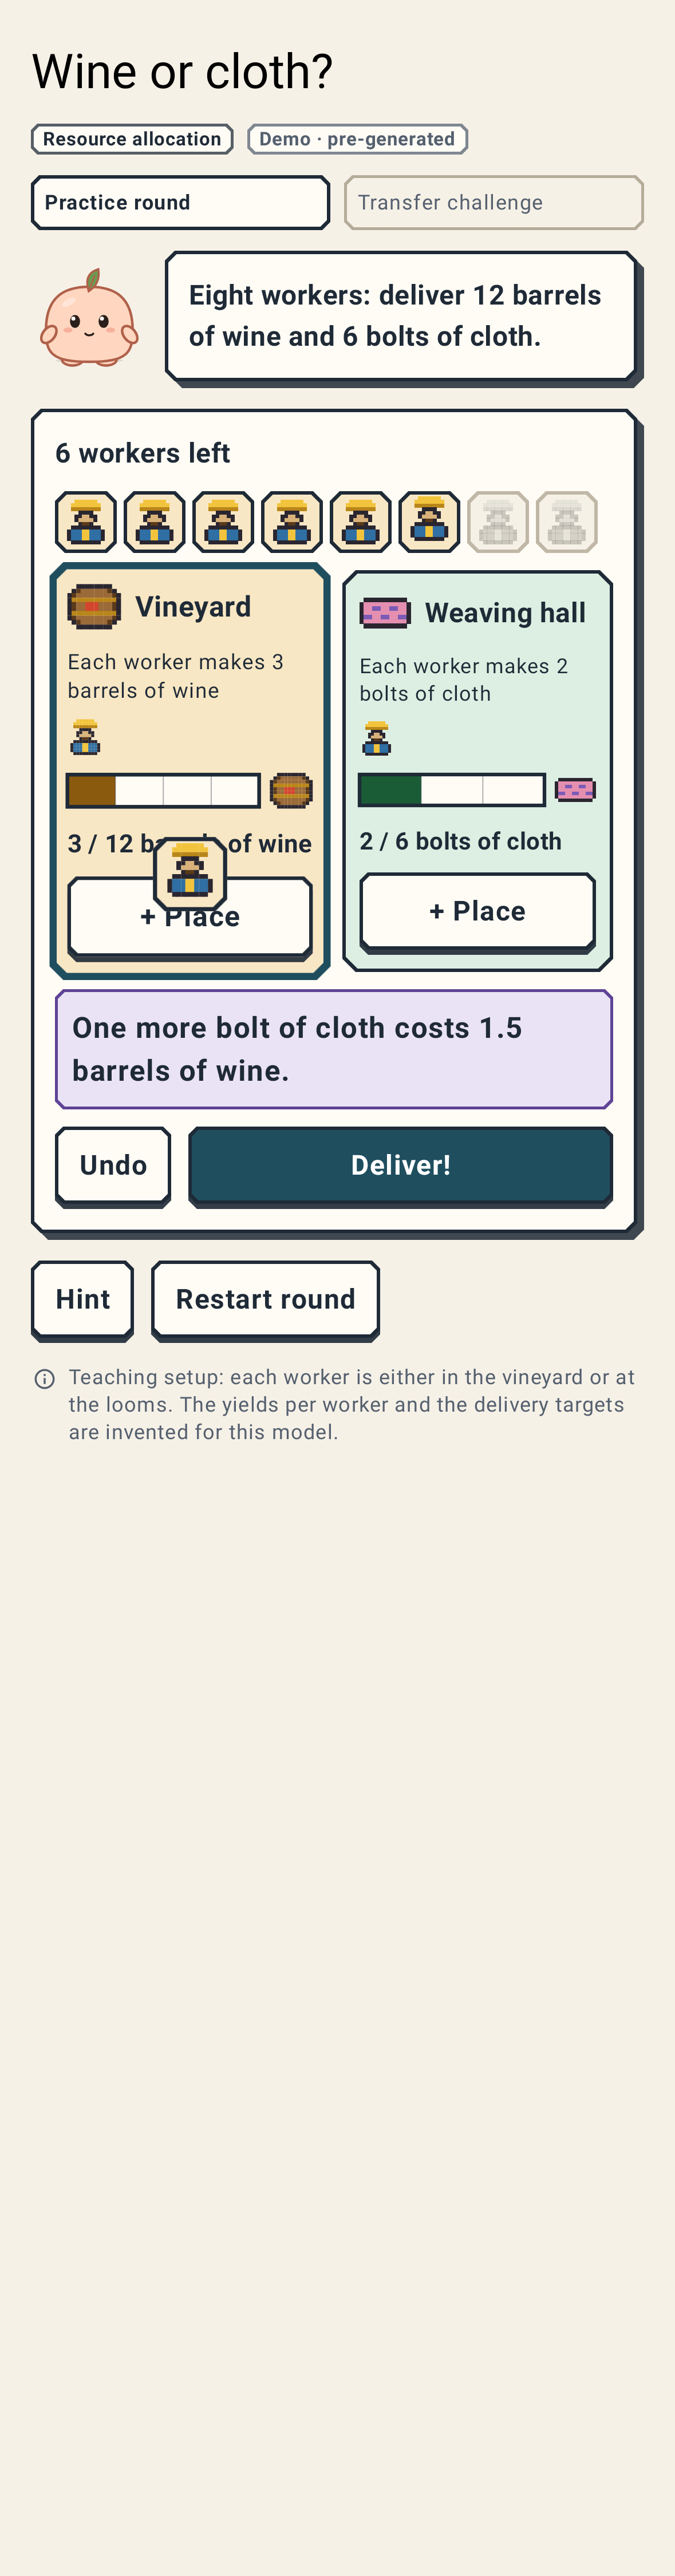 Wine or cloth?
Resource allocation
Demo · pre-generated
Practice round
Transfer challenge
Eight workers: deliver 12 barrels
of wine and 6 bolts of cloth.
6 workers left
Vineyard
Each worker makes 3
barrels of wine
3 / 12 of wine
+ Place
Weaving hall
Each worker makes 2
bolts of cloth
2 / 6 bolts of cloth
+ Place
One more bolt of cloth costs 1.5
barrels of wine.
Undo
Deliver!
Hint
Restart round
Teaching setup: each worker is either in the vineyard or at
the looms. The yields per worker and the delivery targets
are invented for this model.